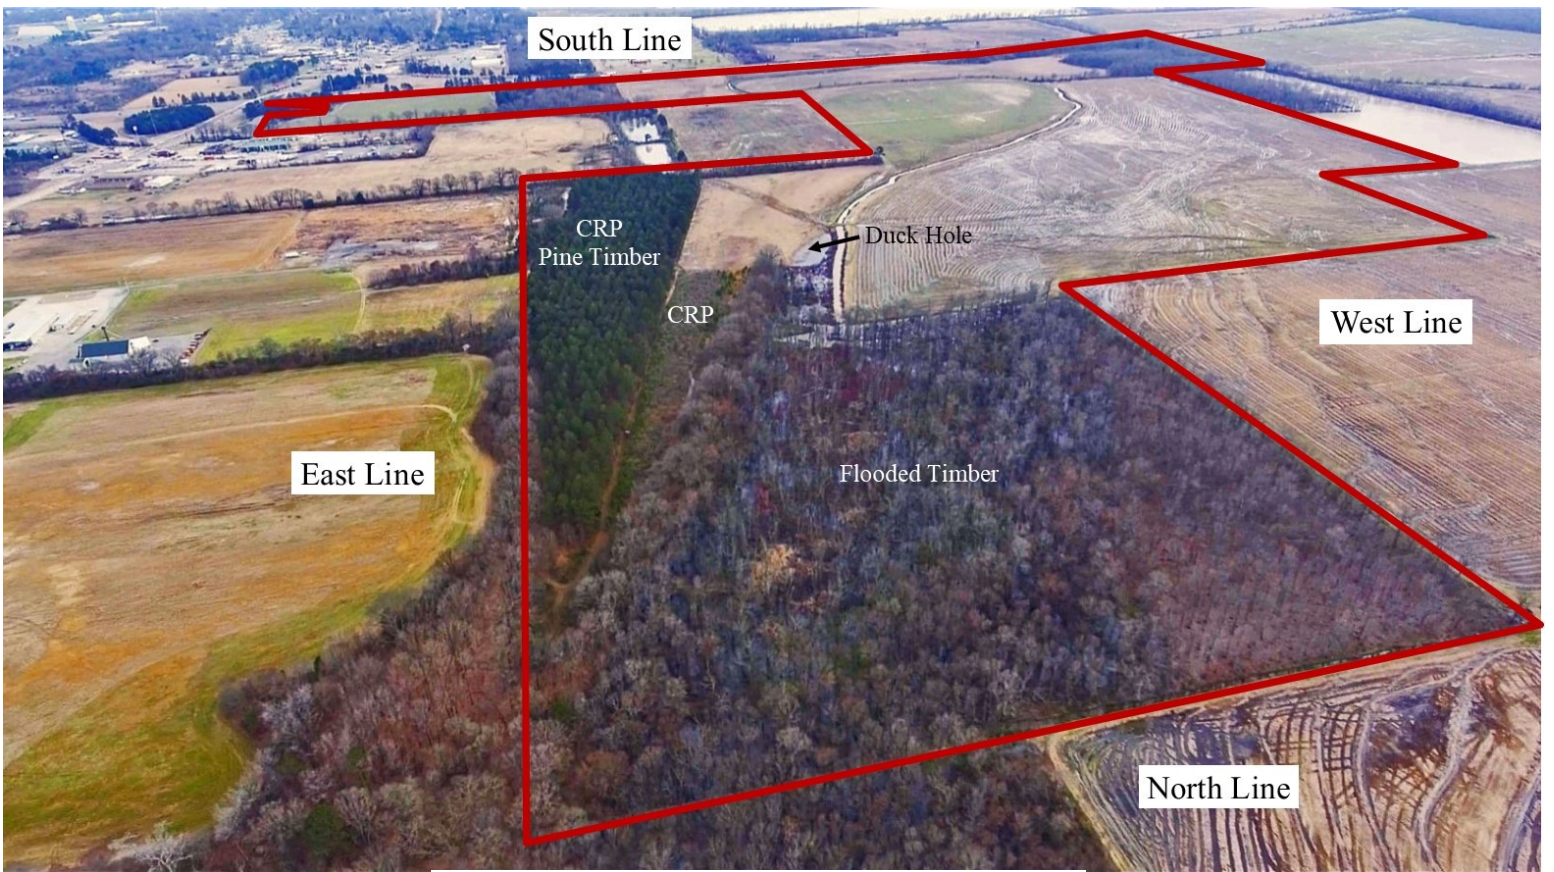 South Line
CRP
Pine Timber
Duck Hole
CRP
West Line
East Line
Flooded Timber
North Line